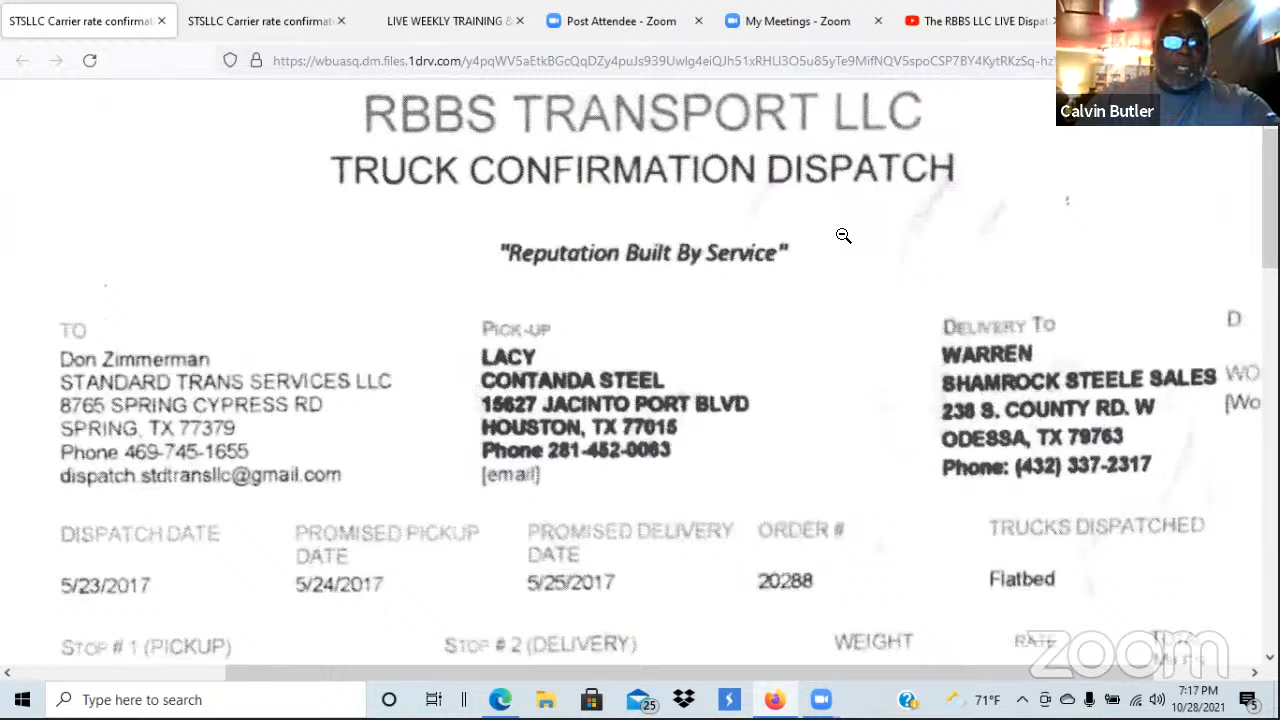 STSLLC Carrier rate confirmat
STSLLC Carrier rate confirmat
LIVE WEEKLY TRAINING &
Post Attendee - Zoom
My Meetings - Zoom
The RBBS LLC LIVE Dispat
Calvin Butler
RBBS TRANSPORT LLC
TRUCK CONFIRMATION DISPATCH
"Reputation Built By Service"
TO
Don Zimmerman
STANDARD TRANS SERVICES LLC
8765 SPRING CYPRESS RD
SPRING, TX 77379
Phone 469-745-1655
dispatch.stdtransllc@gmail.com
PICK-UP
LACY
CONTANDA STEEL
15627 JACINTO PORT BLVD
HOUSTON, TX 77015
Phone 281-452-0063
[email]
DELIVERY TO
WARREN
SHAMROCK STEELE SALES
238 S. COUNTY RD. W
ODESSA, TX 79763
Phone: (432) 337-2317
D
WO
[Wo
DISPATCH DATE
5/23/2017
PROMISED PICKUP
DATE
5/24/2017
PROMISED DELIVERY
DATE
5/25/2017
ORDER #
20288
TRUCKS DISPATCHED
Flatbed
STOP # 1 (PICKUP)
STOP # 2 (DELIVERY)
WEIGHT
RATE
zoom
Type here to search
25
71°F
7:17 PM
10/28/2021
5